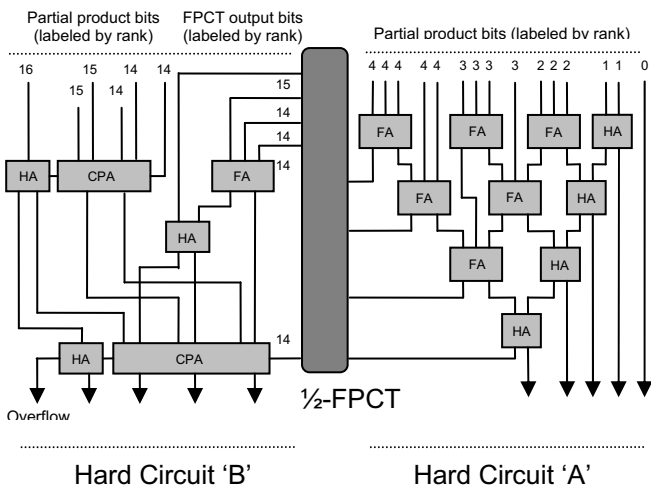 Partial product bits
(labeled by rank)
FPCT output bits
(labeled by rank)
Partial product bits (labeled by rank)
16 15 14 14
15 14
15
14
14
14
4 4 4 4 4 3 3 3 3 2 2 2 1 1 0
FA FA FA HA
HA CPA FA
FA FA HA
HA
FA HA
14
HA
HA CPA
Overflow
½-FPCT
Hard Circuit 'B'
Hard Circuit 'A'